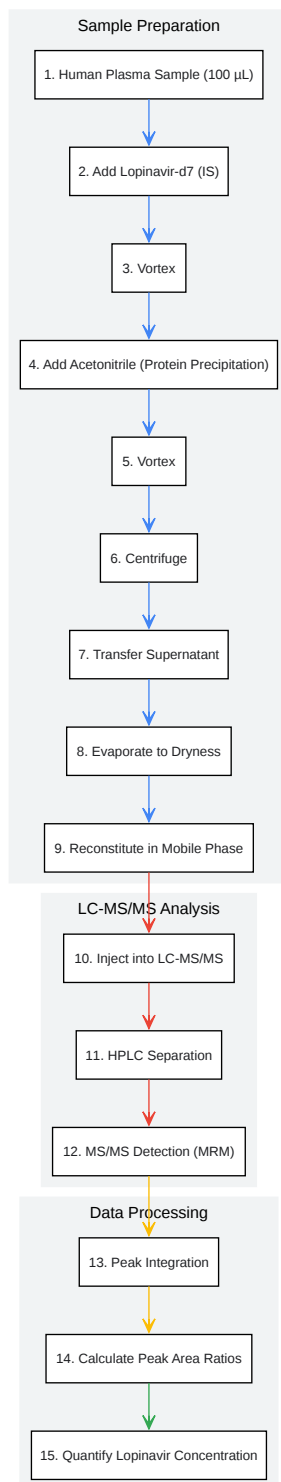 Sample Preparation
1. Human Plasma Sample (100 µL)
2. Add Lopinavir-d7 (IS)
3. Vortex
4. Add Acetonitrile (Protein Precipitation)
5. Vortex
6. Centrifuge
7. Transfer Supernatant
8. Evaporate to Dryness
9. Reconstitute in Mobile Phase
LC-MS/MS Analysis
10. Inject into LC-MS/MS
11. HPLC Separation
12. MS/MS Detection (MRM)
Data Processing
13. Peak Integration
14. Calculate Peak Area Ratios
15. Quantify Lopinavir Concentration